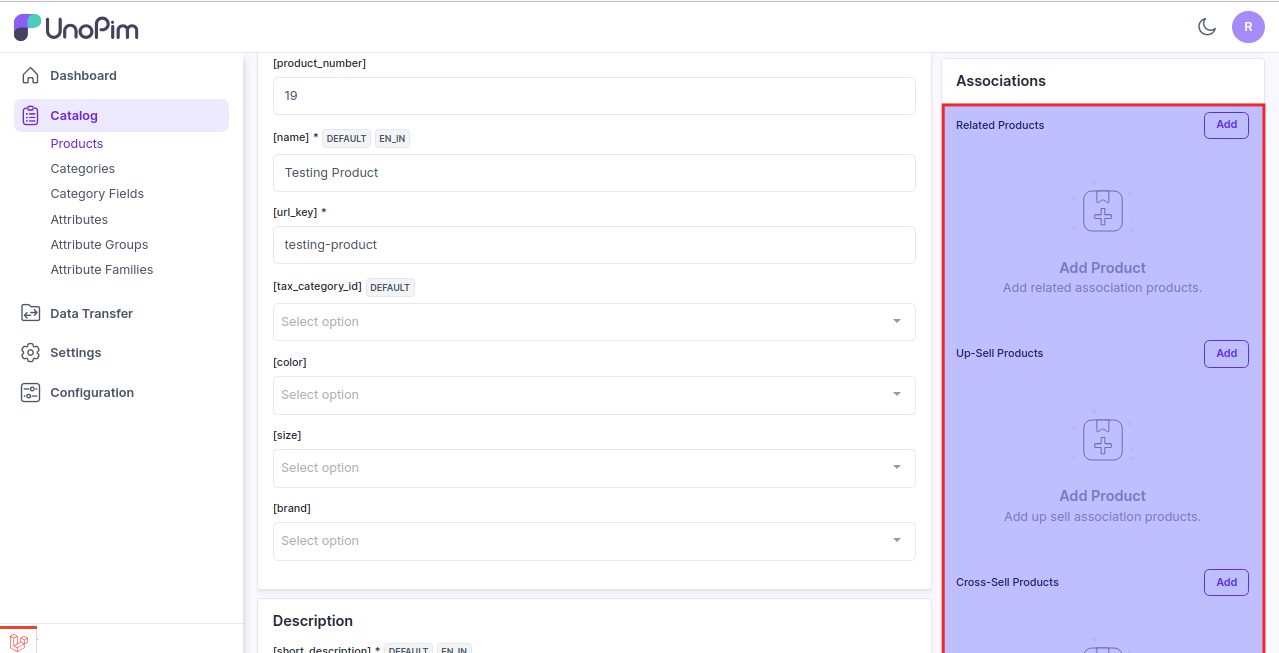 UnoPim
R
Dashboard
Catalog
Products
Categories
Category Fields
Attributes
Attribute Groups
Attribute Families
Data Transfer
Settings
Configuration
[product_number]
19
[name] * DEFAULT EN_IN
Testing Product
[url_key] *
testing-product
[tax_category_id] DEFAULT
Select option
[color]
Select option
[size]
Select option
[brand]
Select option
Description
[short_description] * DEFAULT EN_IN
Associations
Related Products Add
Add Product
Add related association products.
Up-Sell Products Add
Add Product
Add up sell association products.
Cross-Sell Products Add